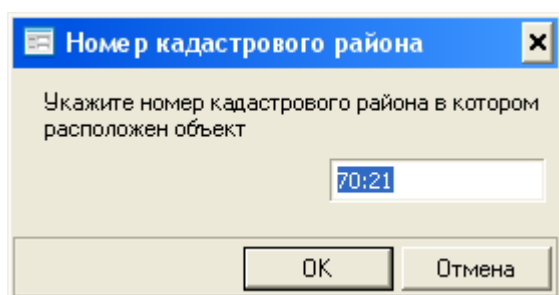 Номер кадастрового района
Укажите номер кадастрового района в котором
расположен объект
70:21
OK
Отмена